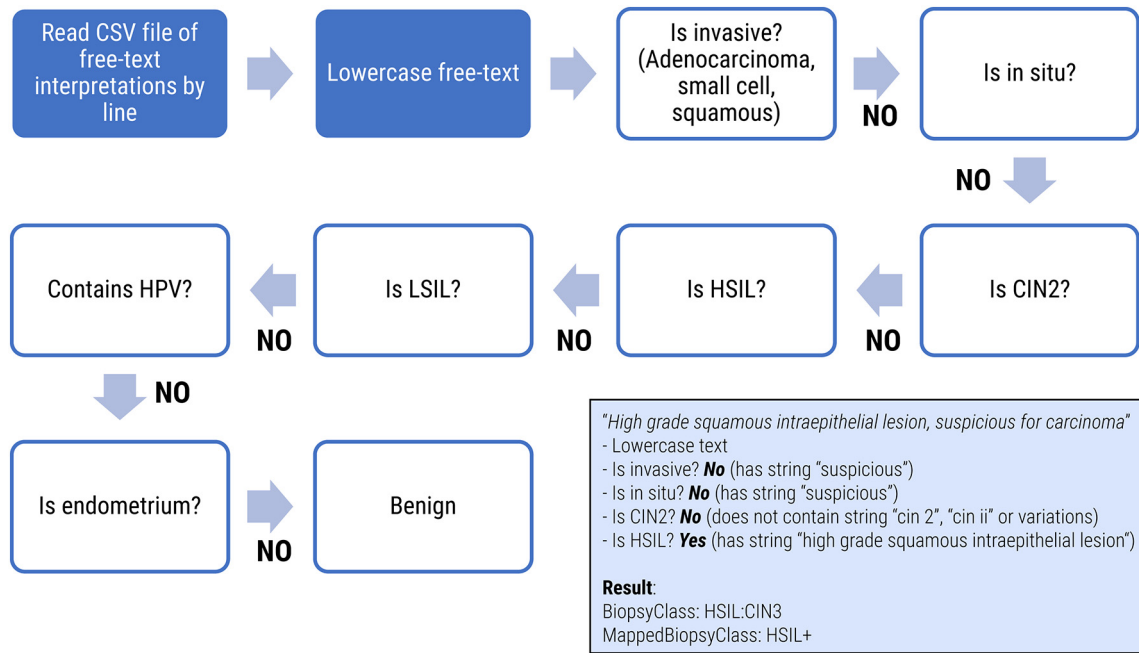 Read CSV file of
free-text
interpretations by
line
Lowercase free-text
Is invasive?
(Adenocarcinoma,
small cell,
squamous)
NO
Is in situ?
NO
Contains HPV?
NO
Is LSIL?
NO
Is HSIL?
NO
Is CIN2?
NO
Is endometrium?
NO
Benign
"High grade squamous intraepithelial lesion, suspicious for carcinoma"
- Lowercase text
- Is invasive? No (has string "suspicious")
- Is in situ? No (has string "suspicious")
- Is CIN2? No (does not contain string "cin 2", "cin ii" or variations)
- Is HSIL? Yes (has string "high grade squamous intraepithelial lesion")
Result:
BiopsyClass: HSIL:CIN3
MappedBiopsyClass: HSIL+